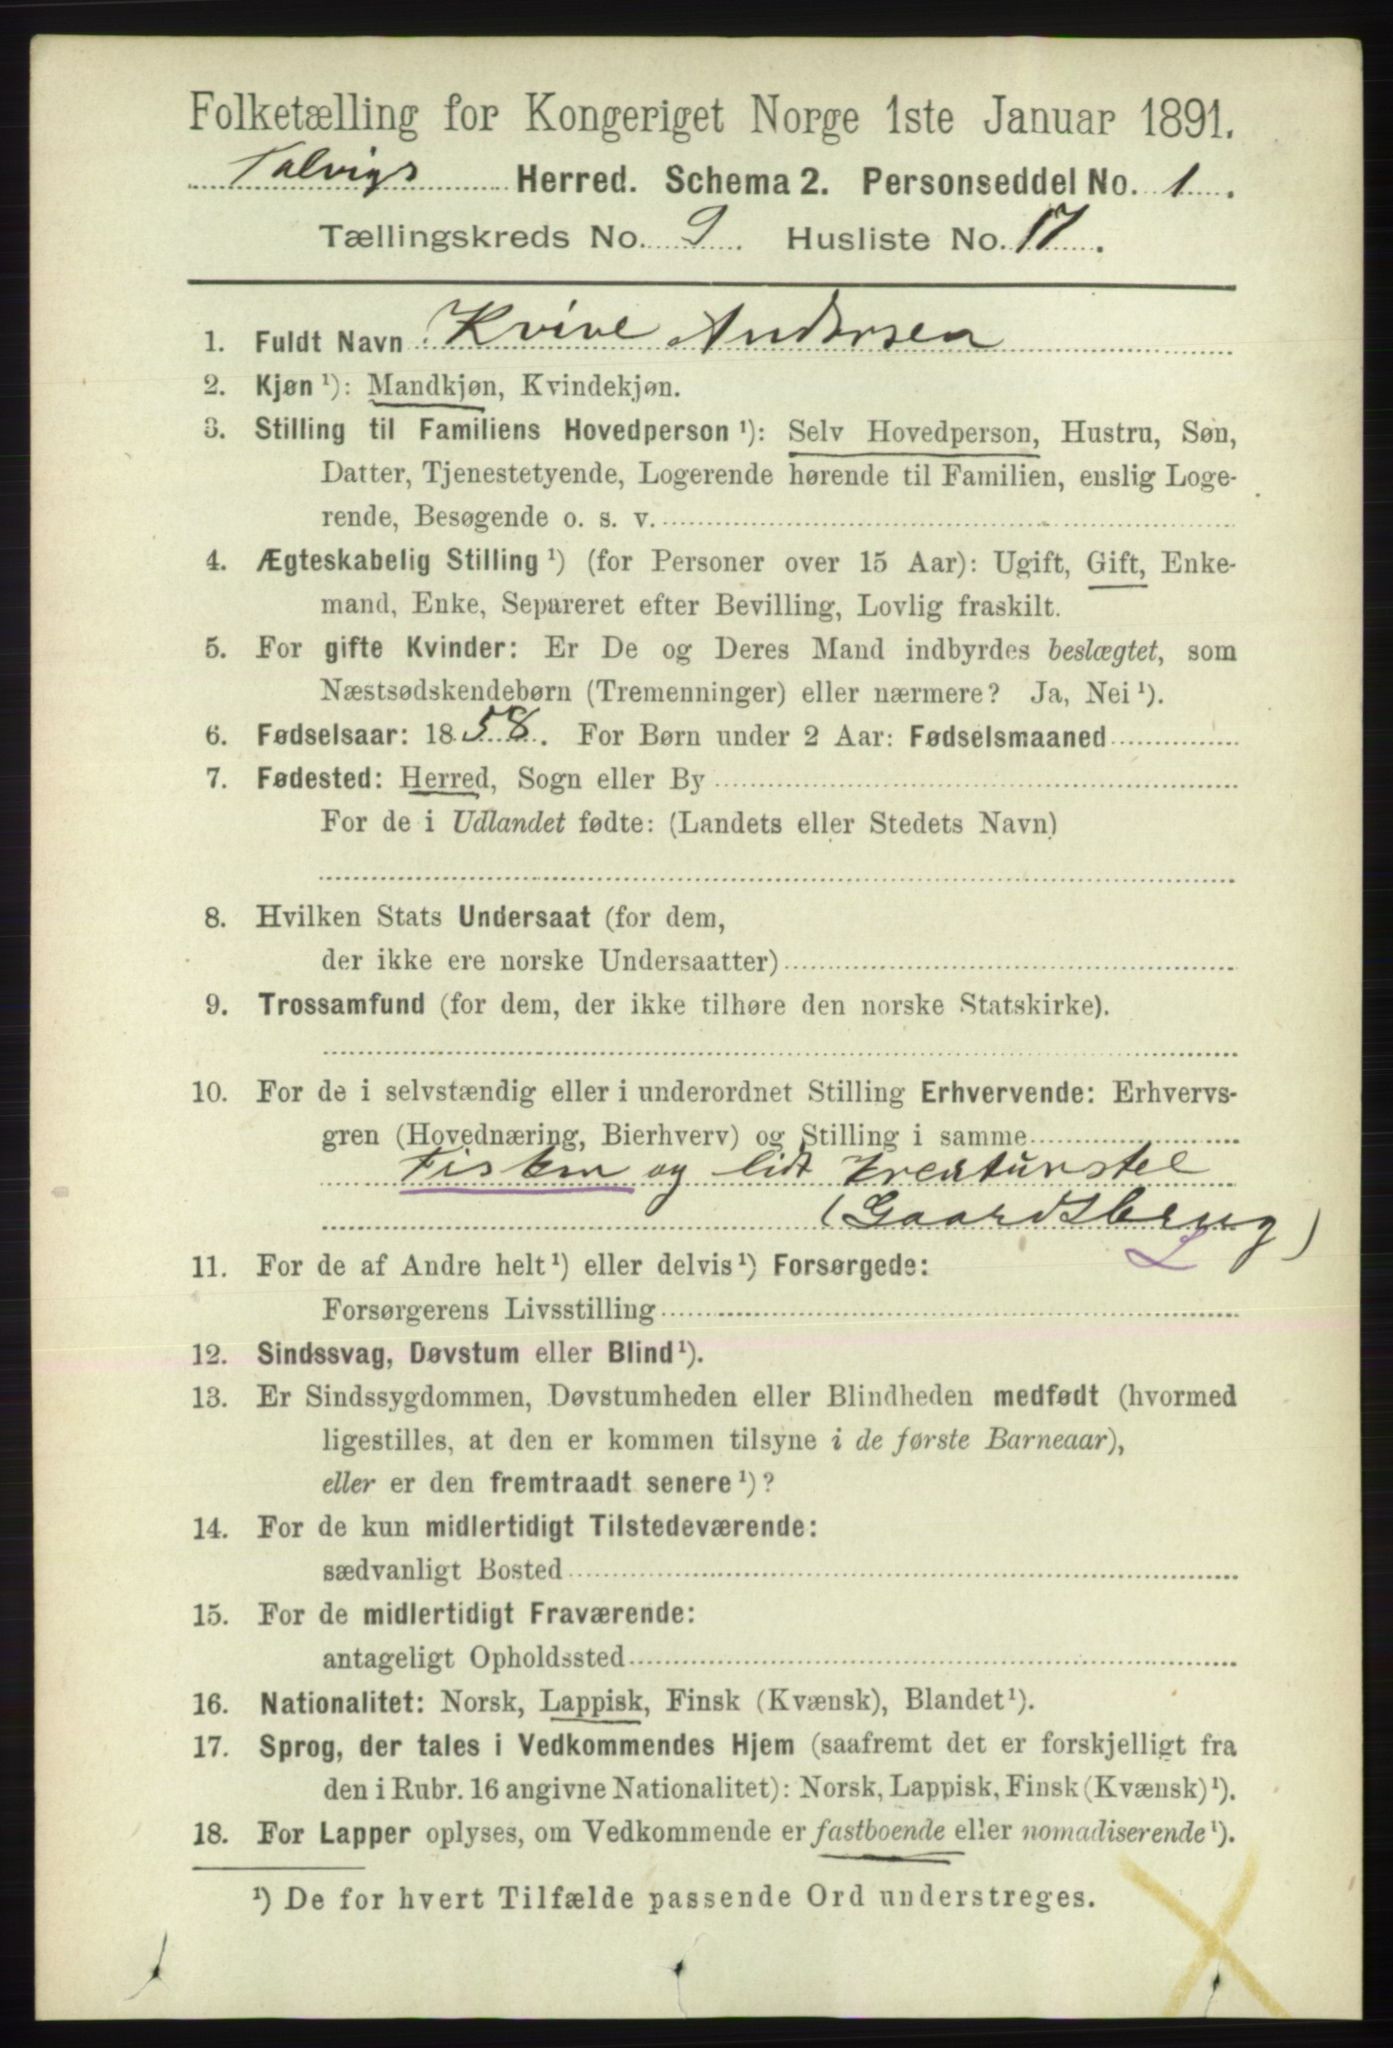 Folketælling for Kongeriget Norge 1ste Januar 1891.
Talvigs Herred. Schema 2. Personseddel No. 1.
Tællingskreds No. 9. Husliste No. 17.
1. Fuldt Navn Andersen
2. Kjøn ¹): Mandkjøn, Kvindekjøn.
3. Stilling til Familiens Hovedperson ¹): Selv Hovedperson, Hustru, Søn,
Datter, Tjenestetyende, Logerende hørende til Familien, enslig Loge-
rende, Besøgende o. s. v.
4. Ægteskabelig Stilling ¹) (for Personer over 15 Aar): Ugift, Gift, Enke-
mand, Enke, Separeret efter Bevilling, Lovlig fraskilt.
5. For gifte Kvinder: Er De og Deres Mand indbyrdes beslægtet, som
Næstsødskendebørn (Tremenninger) eller nærmere? Ja, Nei ¹).
6. Fødselsaar: 1858. For Børn under 2 Aar: Fødselsmaaned
7. Fødested: Herred, Sogn eller By
For de i Udlandet fødte: (Landets eller Stedets Navn)
8. Hvilken Stats Undersaat (for dem,
der ikke ere norske Undersaatter)
9. Trossamfund (for dem, der ikke tilhøre den norske Statskirke).
10. For de i selvstændig eller i underordnet Stilling Erhvervende: Erhvervs-
gren (Hovednæring, Bierhverv) og Stilling i samme
og lidt Kreaturstel
(Gaardsbrug)
11. For de af Andre helt ¹) eller delvis ¹) Forsørgede:
Forsørgerens Livsstilling
12. Sindssvag, Døvstum eller Blind ¹).
13. Er Sindssygdommen, Døvstumheden eller Blindheden medfødt (hvormed
ligestilles, at den er kommen tilsyne i de første Barneaar),
eller er den fremtraadt senere ¹)?
14. For de kun midlertidigt Tilstedeværende:
sædvanligt Bosted
15. For de midlertidigt Fraværende:
antageligt Opholdssted
16. Nationalitet: Norsk, Lappisk, Finsk (Kvænsk), Blandet ¹).
17. Sprog, der tales i Vedkommendes Hjem (saafremt det er forskjelligt fra
den i Rubr. 16 angivne Nationalitet): Norsk, Lappisk, Finsk (Kvænsk) ¹).
18. For Lapper oplyses, om Vedkommende er fastboende eller nomadiserende ¹).
¹) De for hvert Tilfælde passende Ord understreges.